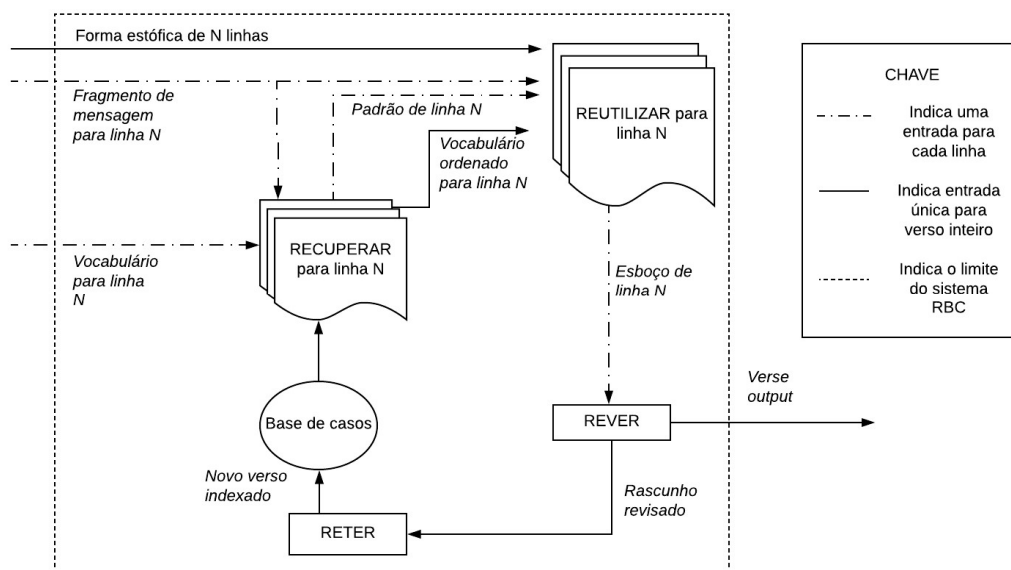 Forma estófica de N linhas
Fragmento de
mensagem
para linha N
Padrão de linha N
Vocabulário
ordenado
para linha N
REUTILIZAR para
linha N
RECUPERAR
para linha N
Vocabulário
para linha
N
Esboço de
linha N
Base de casos
Novo verso
indexado
RETER
REVER
Rascunho
revisado
Verse
output
CHAVE
Indica uma
entrada para
cada linha
Indica entrada
única para
verso inteiro
Indica o limite
do sistema
RBC